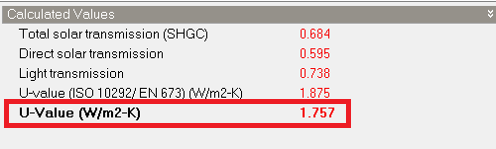 Calculated Values
Total solar transmission (SHGC) 0.684
Direct solar transmission 0.595
Light transmission 0.738
U-value (ISO 10292/ EN 673) (W/m2-K) 1.875
U-Value (W/m2-K) 1.757